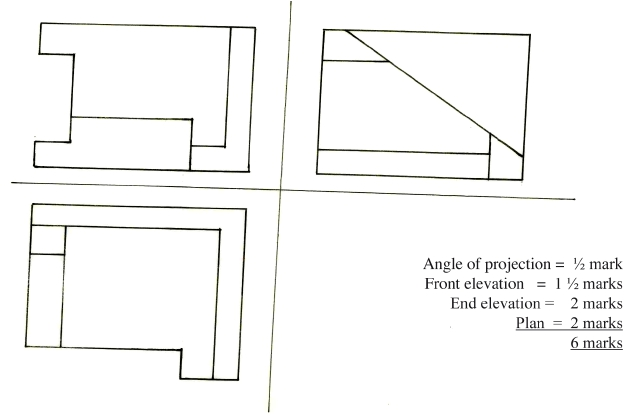 Angle of projection = ½ mark
Front elevation = 1 ½ marks
End elevation = 2 marks
Plan = 2 marks
6 marks